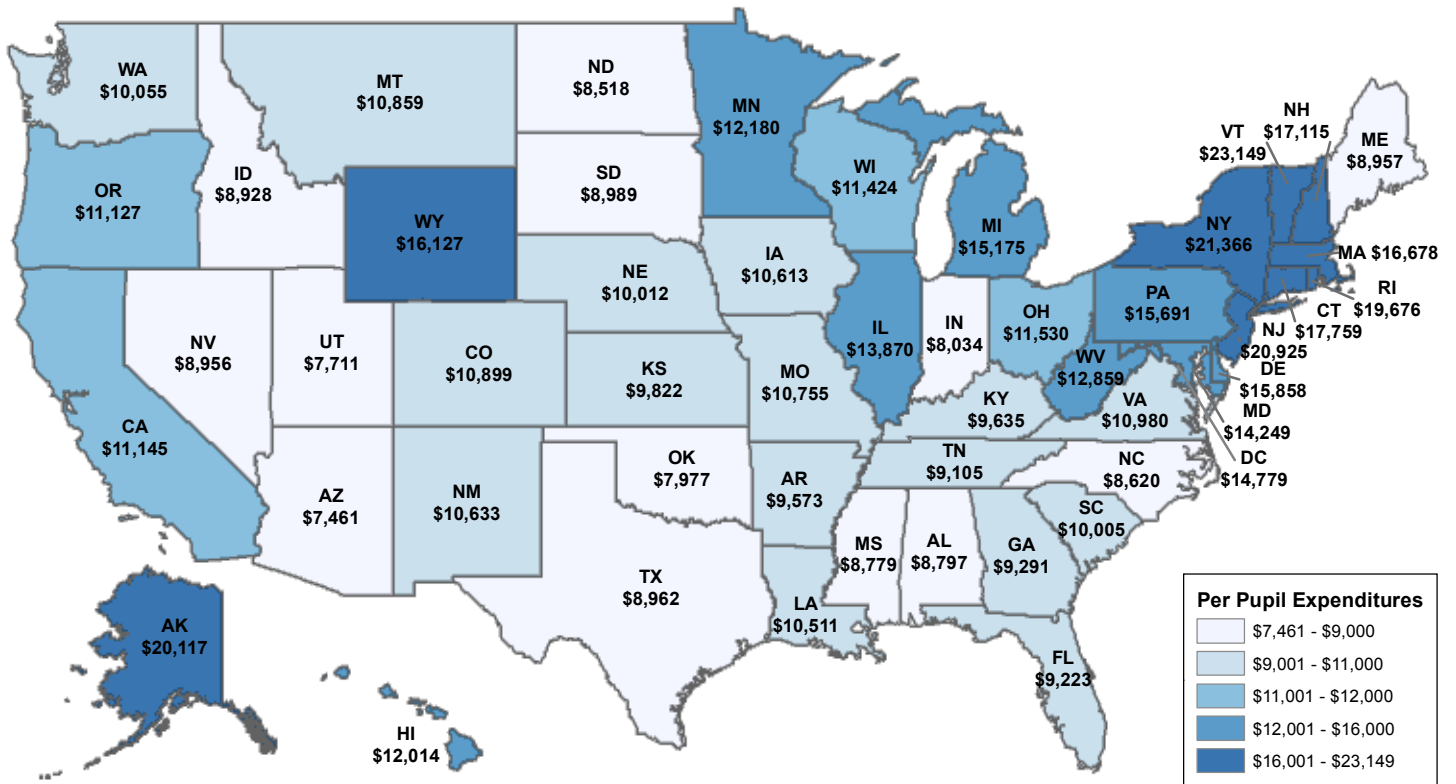 WA
$10,055
MT
$10,859
ND
$8,518
MN
$12,180
NH
$17,115
VT
$23,149
ME
$8,957
OR
$11,127
ID
$8,928
WY
$16,127
SD
$8,989
WI
$11,424
MI
$15,175
NY
$21,366
MA $16,678
RI
$19,676
CT
$17,759
NJ
$20,925
DE
$15,858
MD
$14,249
DC
$14,779
NE
$10,012
IA
$10,613
IL
$13,870
IN
$8,034
OH
$11,530
PA
$15,691
WV
$12,859
VA
$10,980
NV
$8,956
UT
$7,711
CO
$10,899
KS
$9,822
MO
$10,755
KY
$9,635
CA
$11,145
AZ
$7,461
NM
$10,633
OK
$7,977
AR
$9,573
TN
$9,105
NC
$8,620
SC
$10,005
MS
$8,779
AL
$8,797
GA
$9,291
TX
$8,962
LA
$10,511
FL
$9,223
AK
$20,117
HI
$12,014
Per Pupil Expenditures
$7,461 - $9,000
$9,001 - $11,000
$11,001 - $12,000
$12,001 - $16,000
$16,001 - $23,149